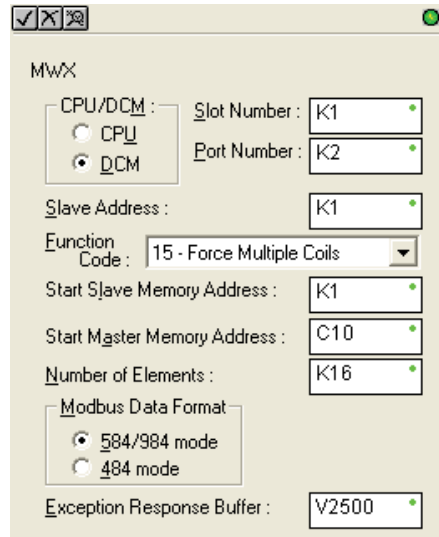 MWX
CPU/DCM :
CPU
DCM
Slot Number : K1
Port Number : K2
Slave Address : K1
Function
Code : 15 - Force Multiple Coils
Start Slave Memory Address : K1
Start Master Memory Address : C10
Number of Elements : K16
Modbus Data Format
584/984 mode
484 mode
Exception Response Buffer : V2500